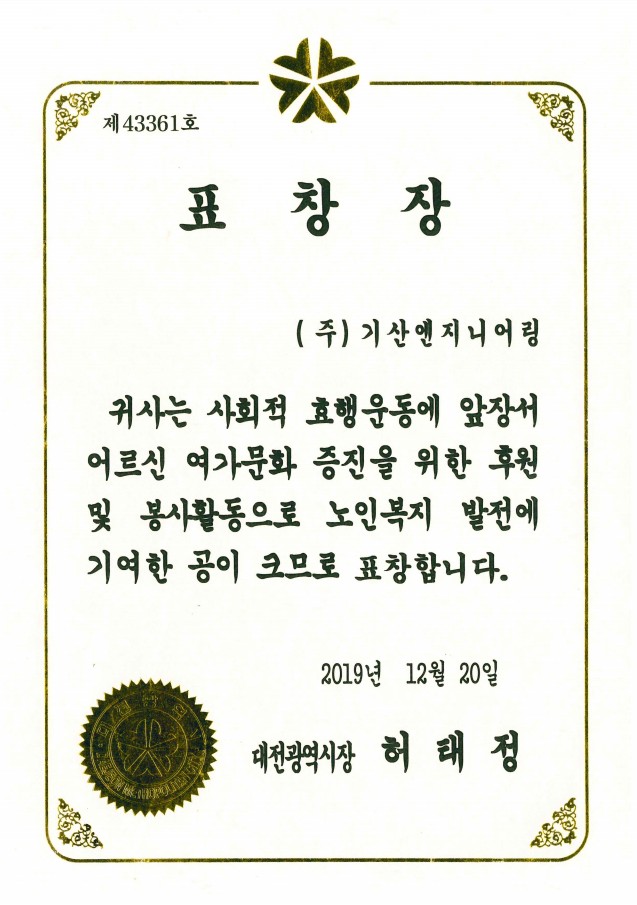 제43361호
표 창 장
(주)기산엔지니어링
귀사는 사회적 효행운동에 앞장서
어르신 여가문화 증진을 위한 후원
및 봉사활동으로 노인복지 발전에
기여한 공이 크므로 표창합니다.
2019년 12월 20일
대전광역시장 허 태 정